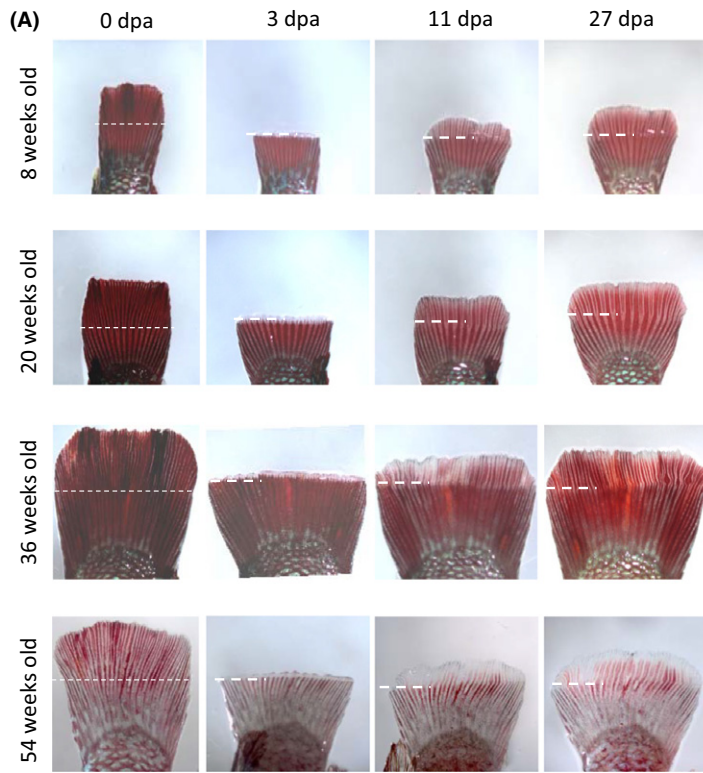 (A) 0 dpa 3 dpa 11 dpa 27 dpa
8 weeks old
20 weeks old
36 weeks old
54 weeks old